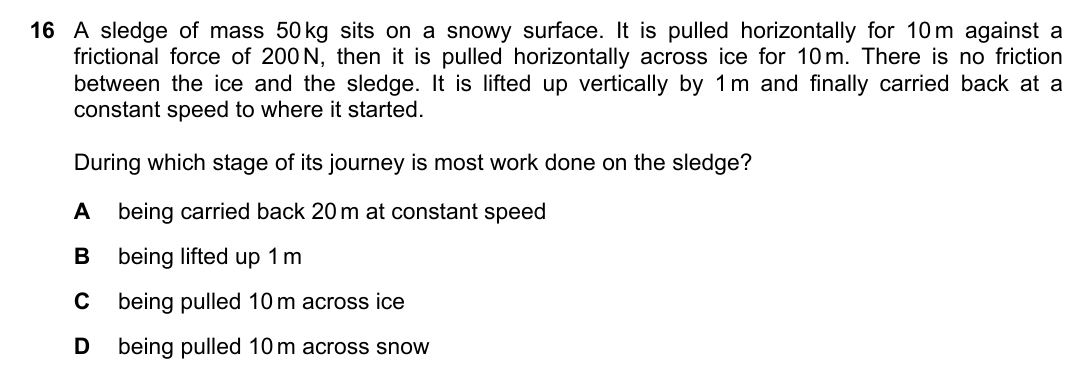 16 A sledge of mass 50 kg sits on a snowy surface. It is pulled horizontally for 10 m against a
frictional force of 200 N, then it is pulled horizontally across ice for 10 m. There is no friction
between the ice and the sledge. It is lifted up vertically by 1 m and finally carried back at a
constant speed to where it started.
During which stage of its journey is most work done on the sledge?
A being carried back 20 m at constant speed
B being lifted up 1 m
C being pulled 10 m across ice
D being pulled 10 m across snow